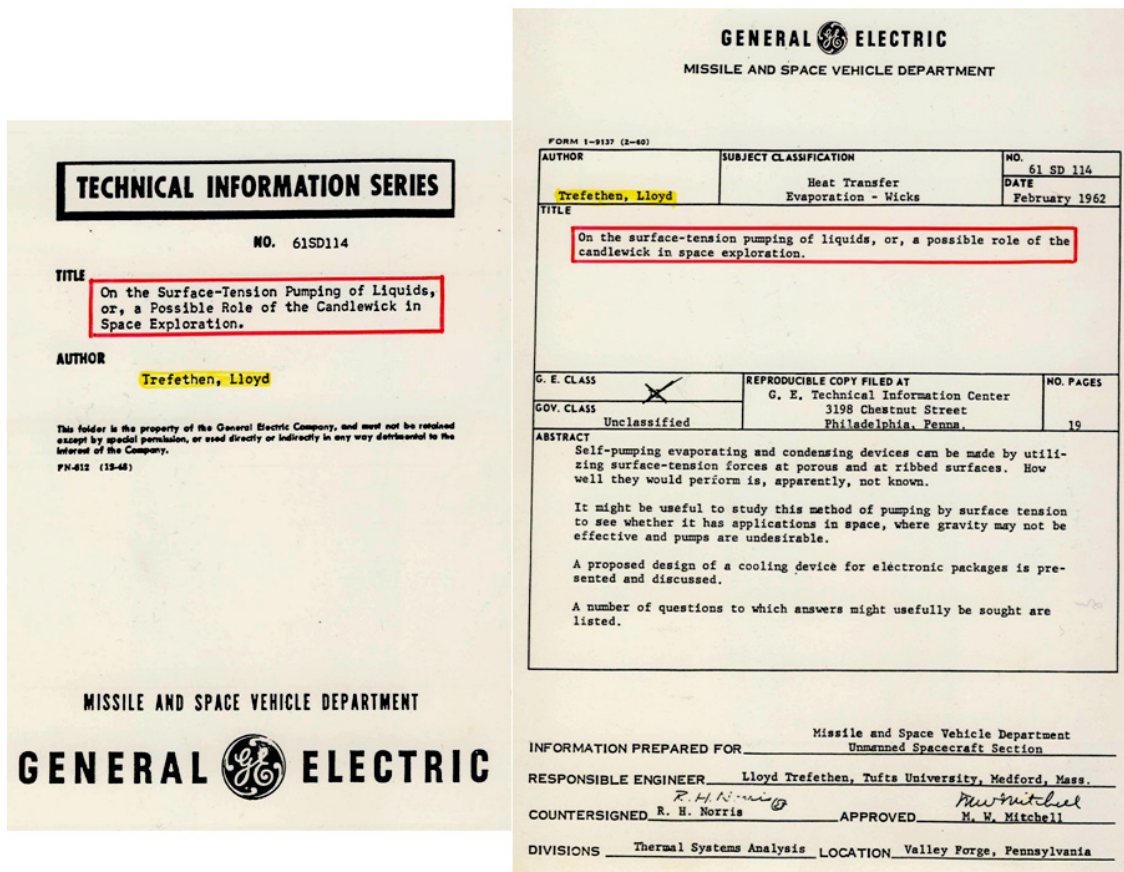 TECHNICAL INFORMATION SERIES
NO. 61SD114
TITLE
On the Surface-Tension Pumping of Liquids,
or, a Possible Role of the Candlewick in
Space Exploration.
AUTHOR
Trefethen, Lloyd
This folder is the property of the General Electric Company, and must not be retained
except by special permission, or used directly or indirectly in any way detrimental to the
interest of the Company.
MISSILE AND SPACE VEHICLE DEPARTMENT
GENERAL GE ELECTRIC
GENERAL GE ELECTRIC
MISSILE AND SPACE VEHICLE DEPARTMENT
FORM 1-9137 (2-60)
AUTHOR
Trefethen, Lloyd
SUBJECT CLASSIFICATION
Heat Transfer
Evaporation - Wicks
NO.
61 SD 114
DATE
February 1962
TITLE
On the surface-tension pumping of liquids, or, a possible role of the
candlewick in space exploration.
G. E. CLASS
GOV. CLASS
Unclassified
REPRODUCIBLE COPY FILED AT
G. E. Technical Information Center
3198 Chestnut Street
Philadelphia, Penna.
NO. PAGES
19
ABSTRACT
Self-pumping evaporating and condensing devices can be made by utili-
zing surface-tension forces at porous and at ribbed surfaces. How
well they would perform is, apparently, not known.
It might be useful to study this method of pumping by surface tension
to see whether it has applications in space, where gravity may not be
effective and pumps are undesirable.
A proposed design of a cooling device for electronic packages is pre-
sented and discussed.
A number of questions to which answers might usefully be sought are
listed.
INFORMATION PREPARED FOR Missile and Space Vehicle Department
Unmanned Spacecraft Section
RESPONSIBLE ENGINEER Lloyd Trefethen, Tufts University, Medford, Mass.
R. H. Norris
COUNTERSIGNED R. H. Norris
MW Mitchell
APPROVED M. W. Mitchell
DIVISIONS Thermal Systems Analysis LOCATION Valley Forge, Pennsylvania